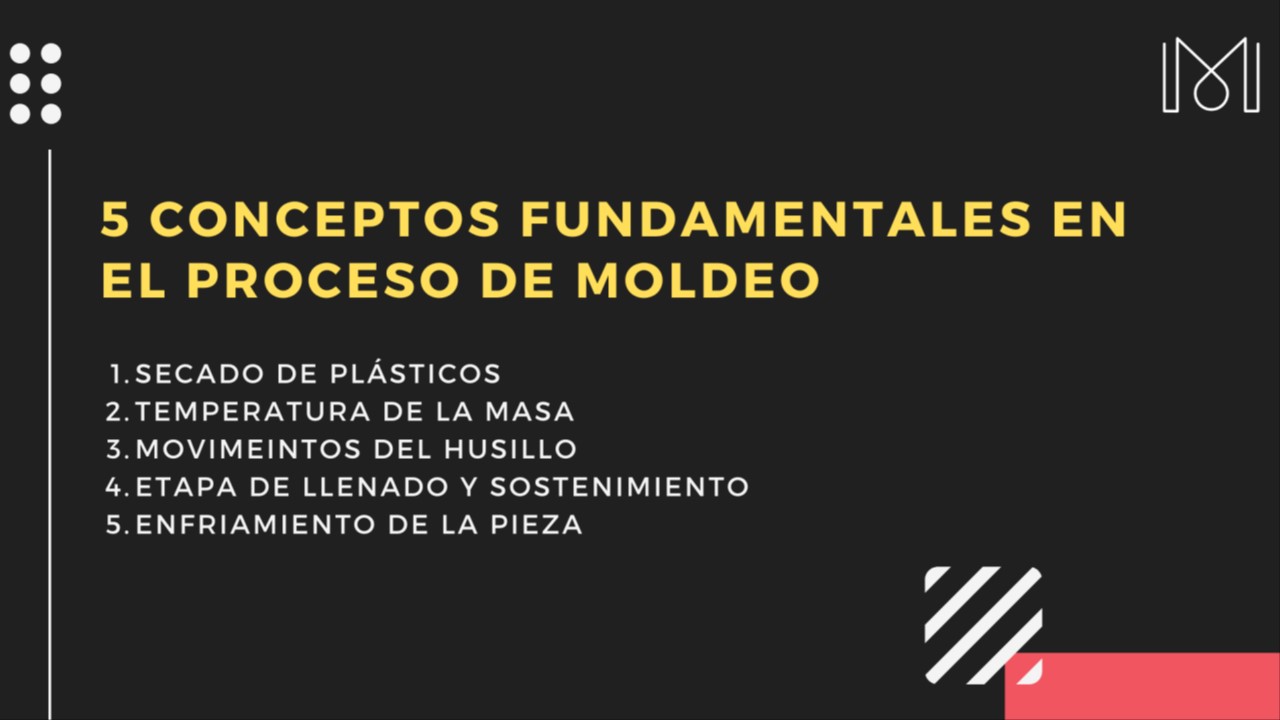 5 CONCEPTOS FUNDAMENTALES EN
EL PROCESO DE MOLDEO
1. SECADO DE PLÁSTICOS
2. TEMPERATURA DE LA MASA
3. MOVIMEINTOS DEL HUSILLO
4. ETAPA DE LLENADO Y SOSTENIMIENTO
5. ENFRIAMIENTO DE LA PIEZA